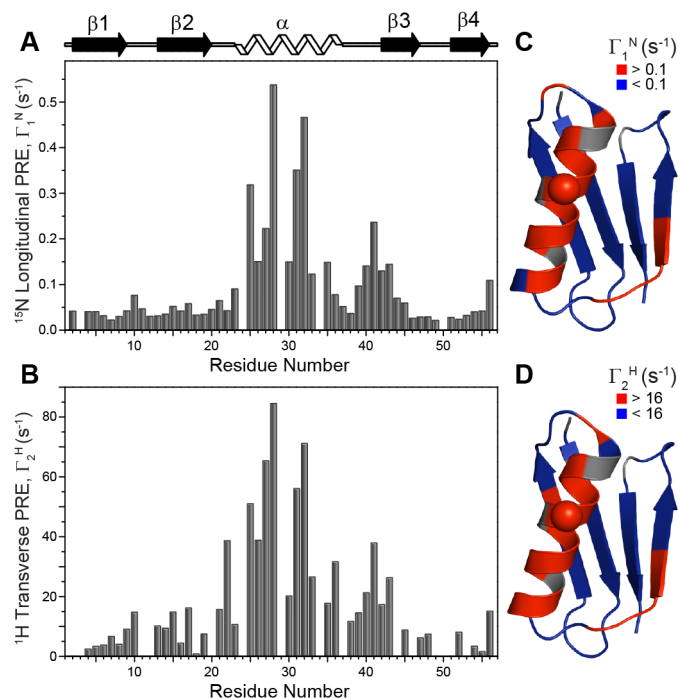 β1 β2 α β3 β4
A
¹⁵N Longitudinal PRE, Γ₁ᴺ (s⁻¹)
0.5
0.4
0.3
0.2
0.1
0.0
10 20 30 40 50
Residue Number
B
¹H Transverse PRE, Γ₂ᴴ (s⁻¹)
80
60
40
20
0
10 20 30 40 50
Residue Number
C
Γ₁ᴺ (s⁻¹)
> 0.1
< 0.1
D
Γ₂ᴴ (s⁻¹)
> 16
< 16